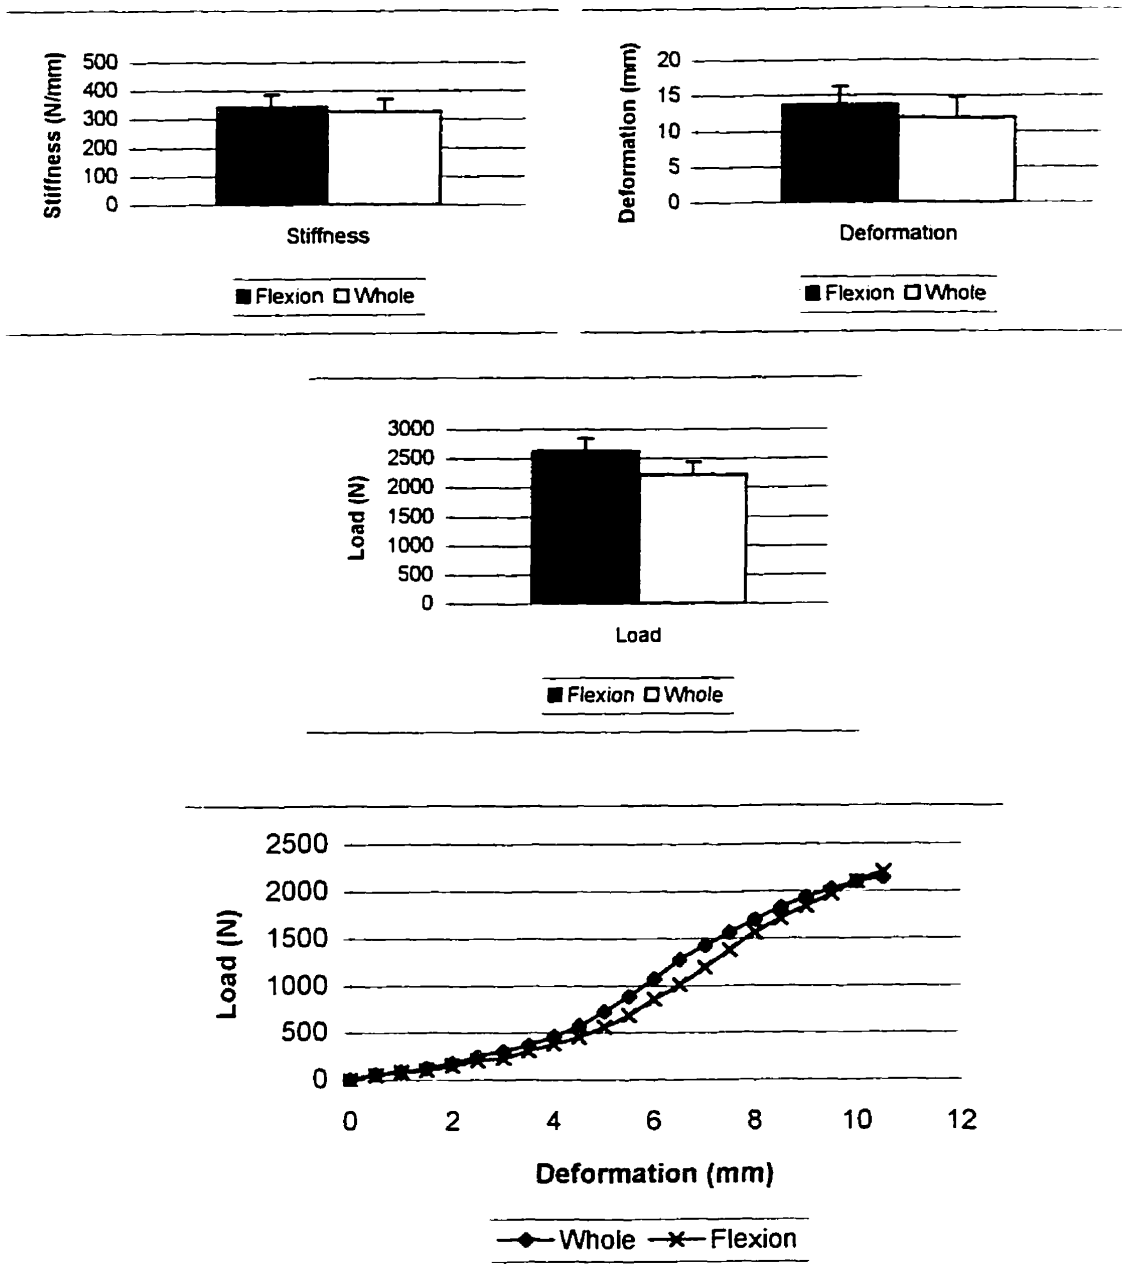 Stiffness (N/mm)
500
400
300
200
100
0
Stiffness
Flexion Whole
Deformation (mm)
20
15
10
5
0
Deformation
Flexion Whole
Load (N)
3000
2500
2000
1500
1000
500
0
Load
Flexion Whole
Load (N)
2500
2000
1500
1000
500
0
0 2 4 6 8 10 12
Deformation (mm)
Whole Flexion